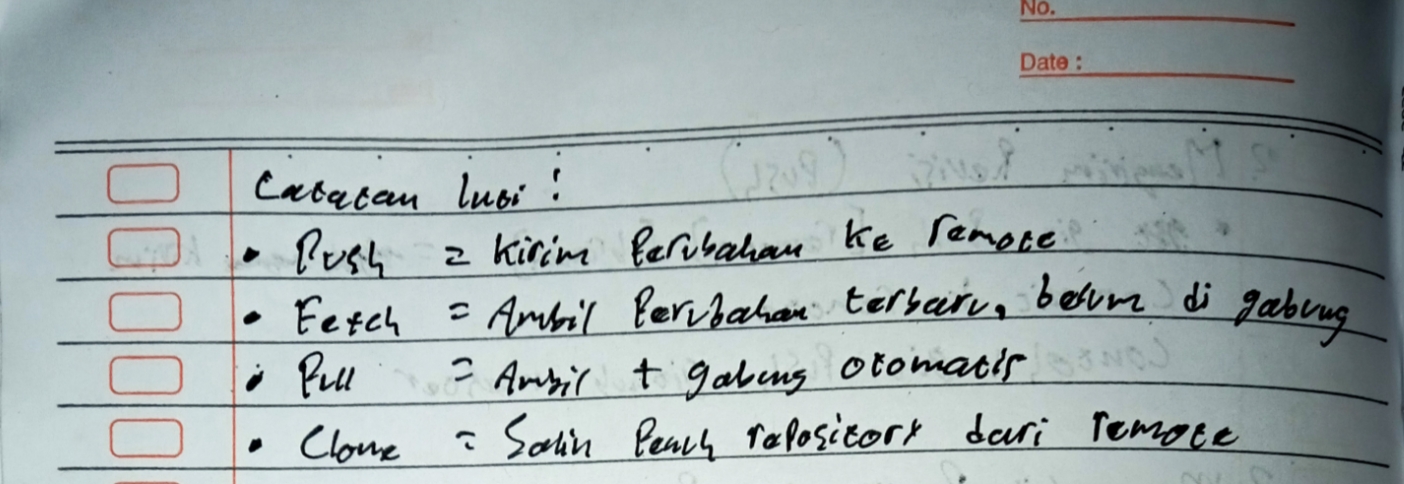 No.
Date :
Catatan lusi :
• Push = Kirim Perubahan ke remote
• Fetch = Ambil Perubahan terbaru, belum di gabung
• Pull = Ambil + gabung otomatis
• Clone = Salin Penuh repository dari remote